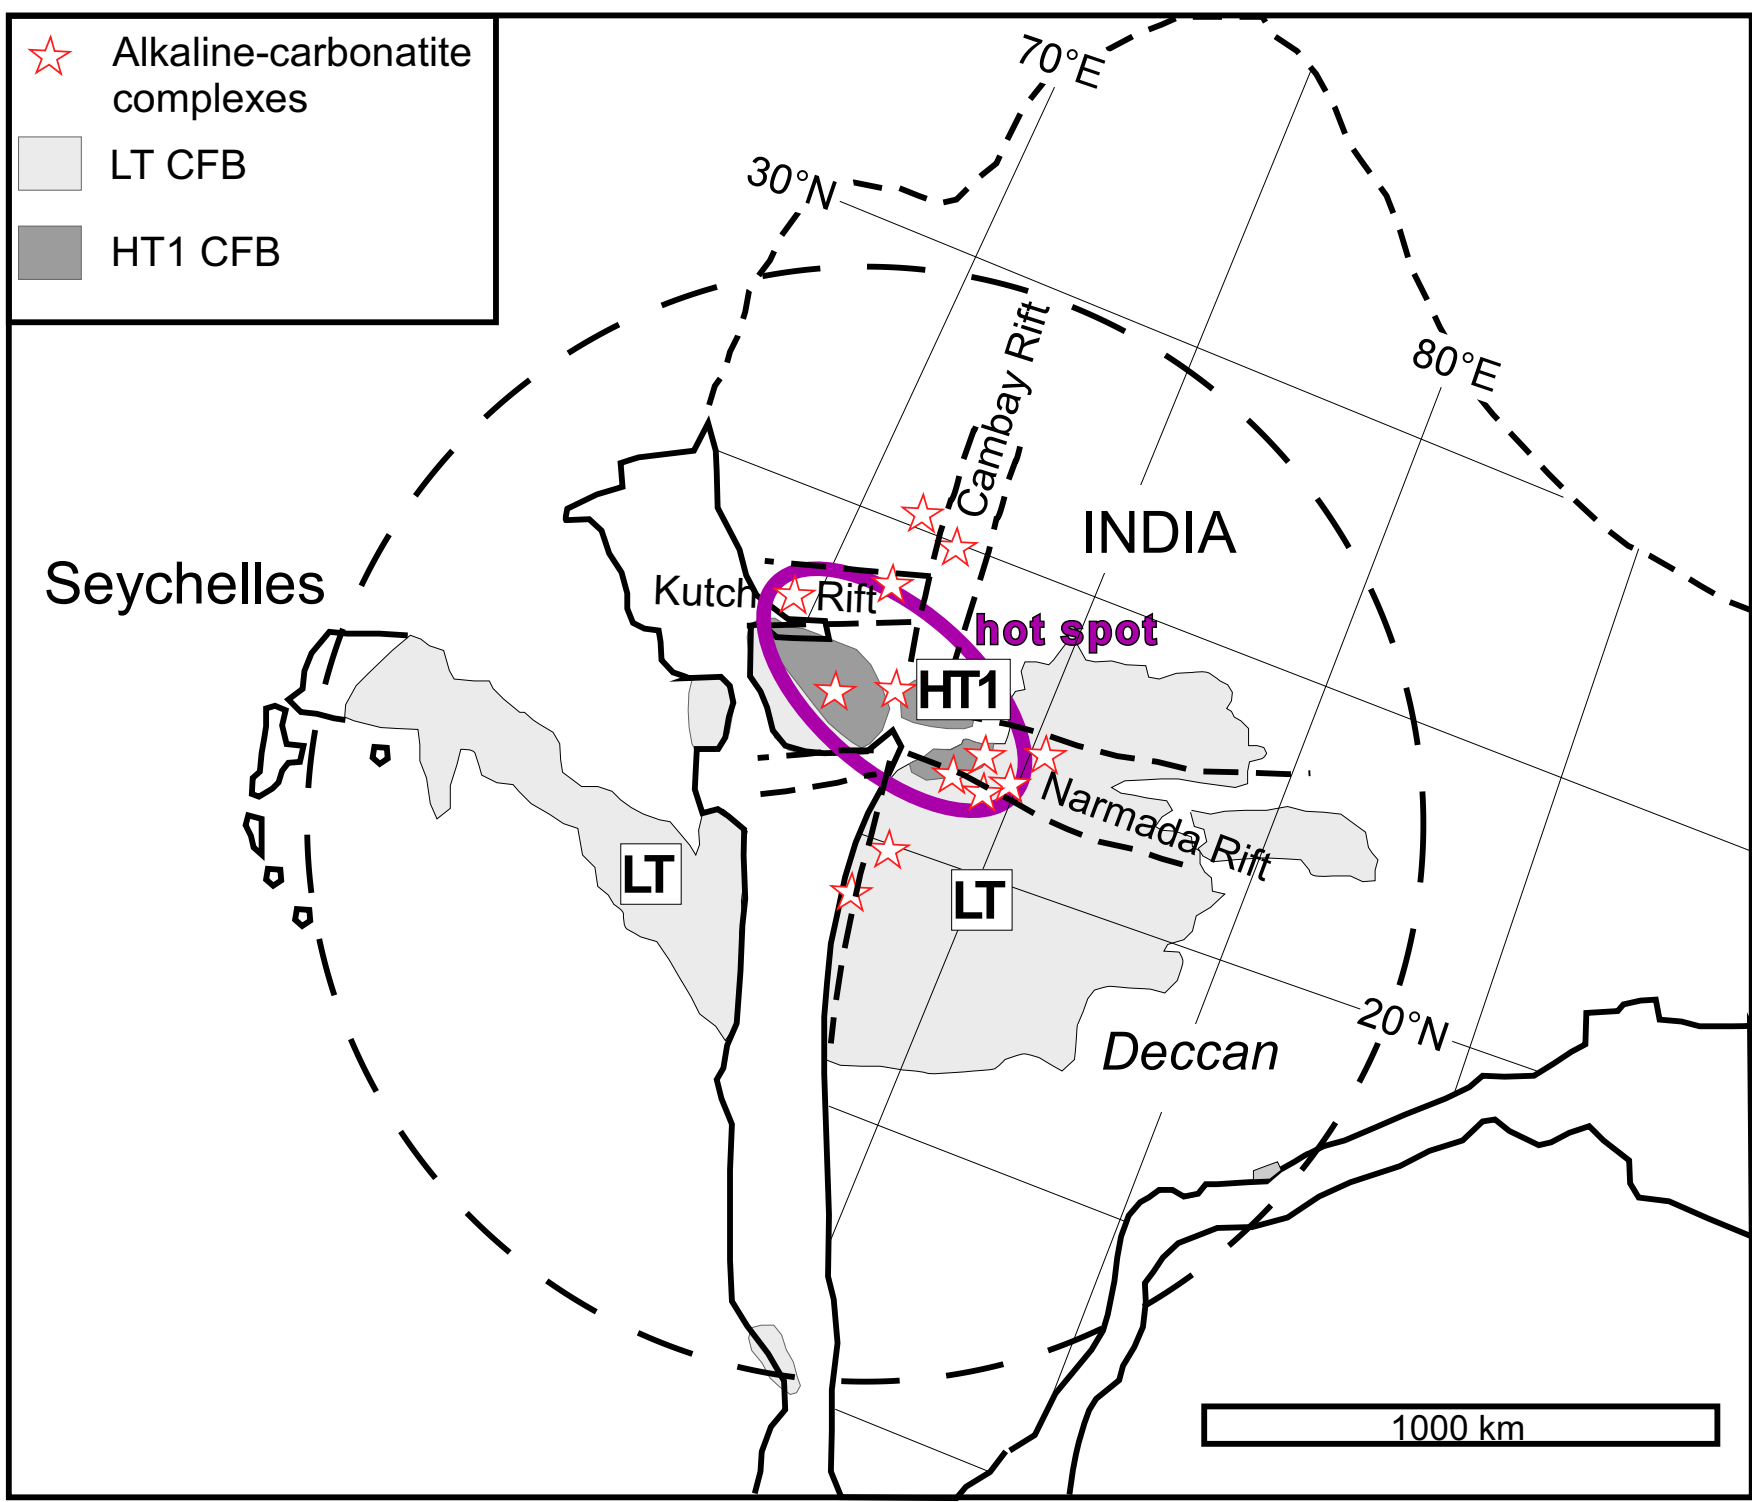 Alkaline-carbonatite
complexes
LT CFB
HT1 CFB
70°E
30°N
80°E
Cambay Rift
INDIA
Seychelles
Kutch Rift
hot spot
HT1
Narmada Rift
LT
LT
20°N
Deccan
1000 km